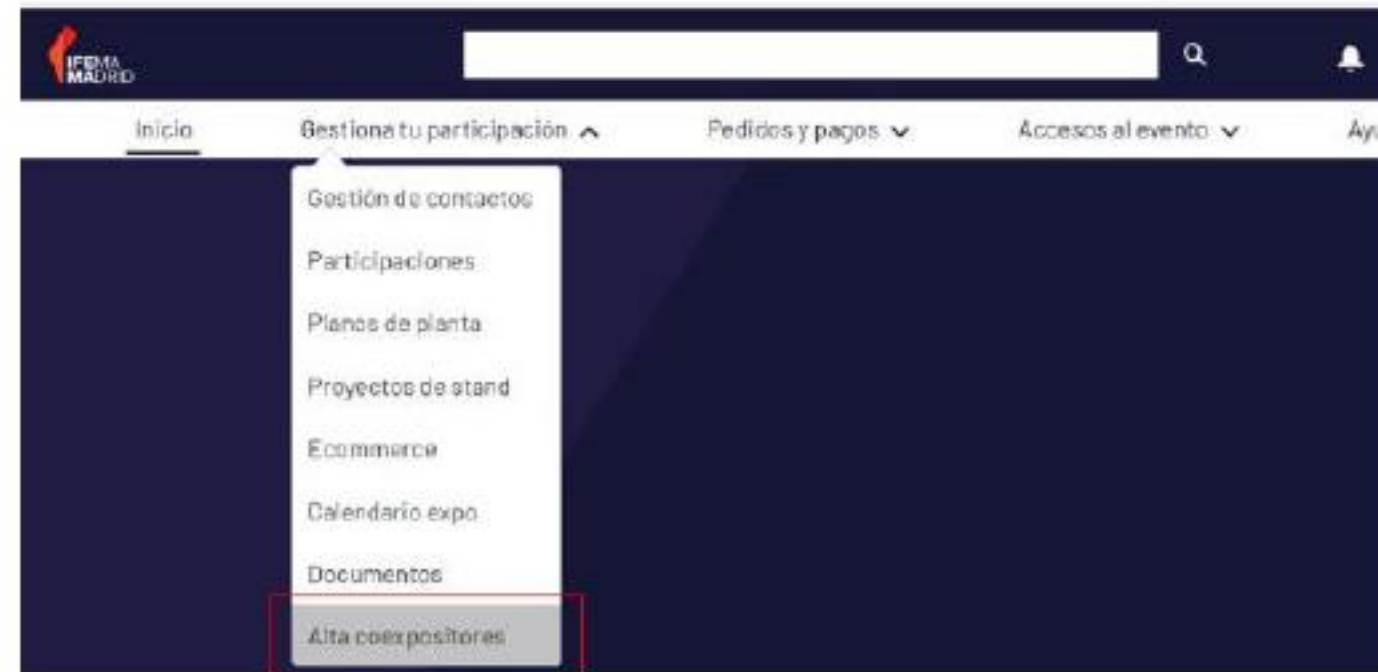 IFEMA
MADRID
Inicio Gestiona tu participación Pedidos y pagos Accesos al evento Ayu
Gestión de contactos
Participaciones
Planos de planta
Proyectos de stand
Ecommerce
Calendario expo
Documentos
Alta coexpositores